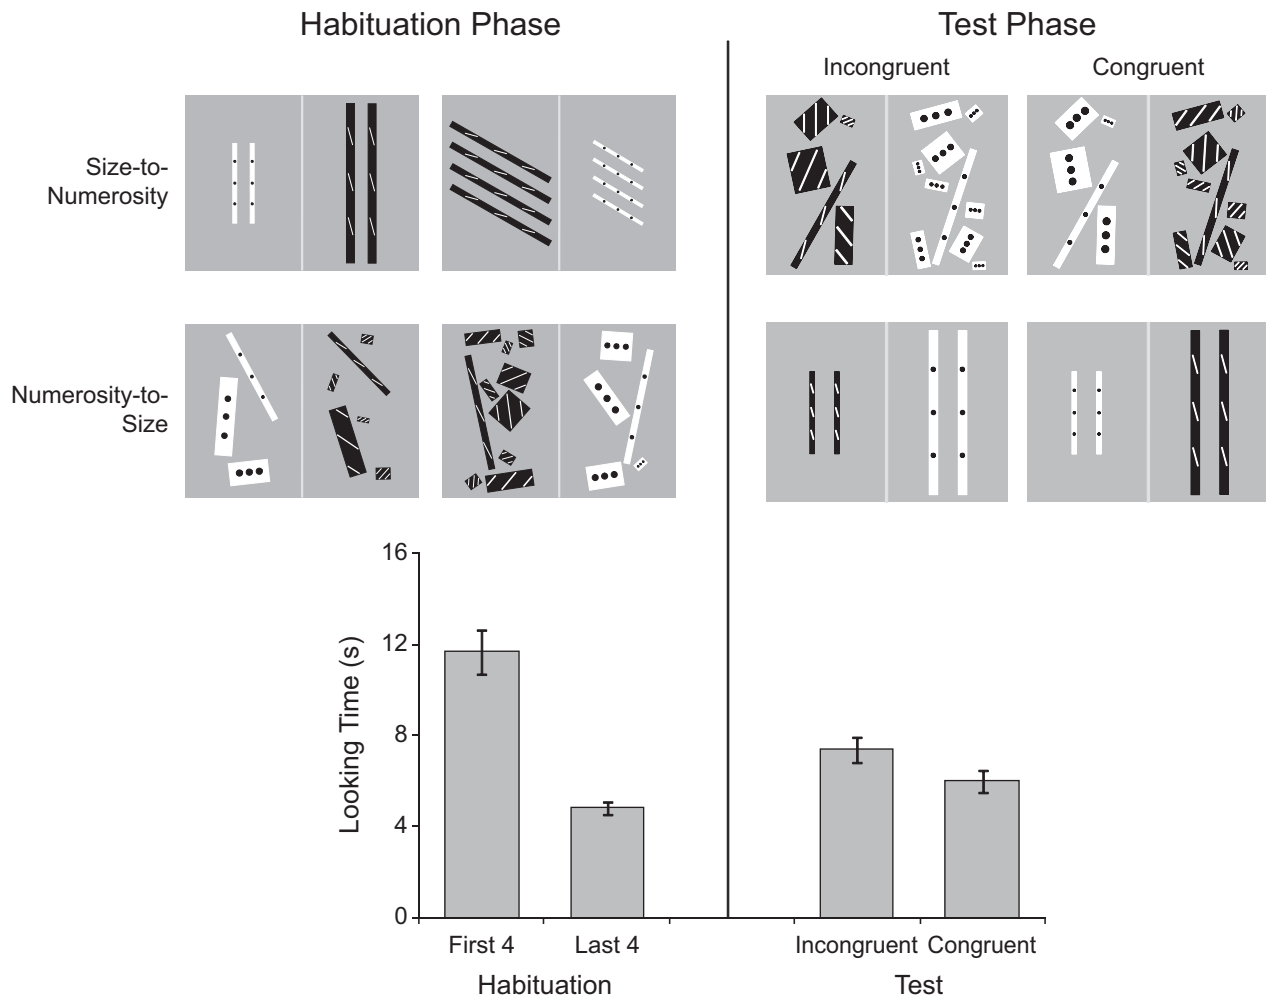 Habituation Phase
Test Phase
Incongruent
Congruent
Size-to-
Numerosity
Numerosity-to-
Size
16
12
8
4
0
Looking Time (s)
First 4
Last 4
Incongruent
Congruent
Habituation
Test